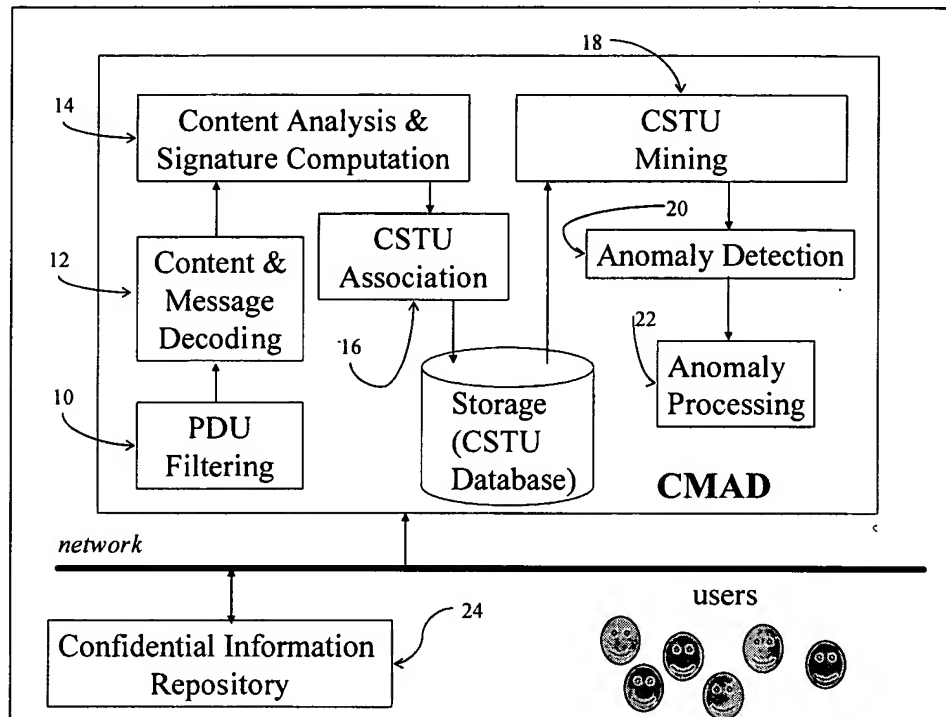 18
14
Content Analysis &
Signature Computation
CSTU
Mining
20
12
Content &
Message
Decoding
CSTU
Association
Anomaly Detection
16
22
Anomaly
Processing
10
PDU
Filtering
Storage
(CSTU
Database)
CMAD
network
users
24
Confidential Information
Repository